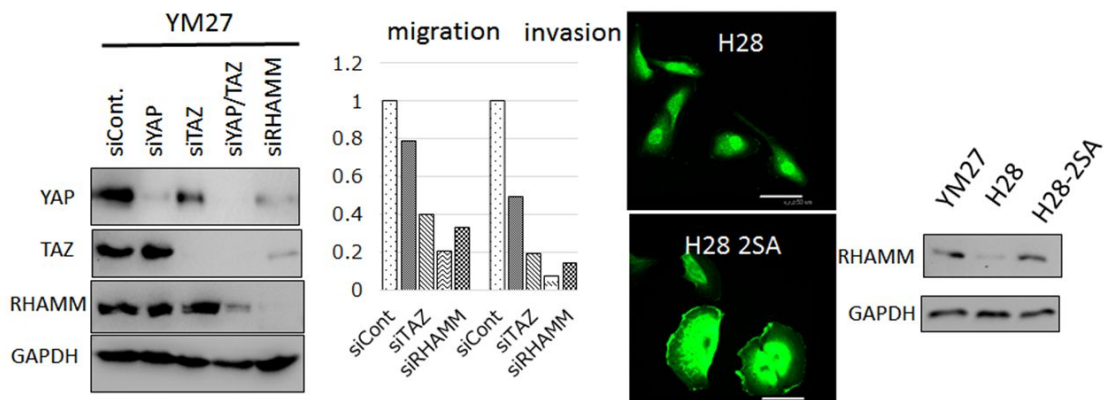 YM27
siCont.
siYAP
siTAZ
siYAP/TAZ
siRHAMM
YAP
TAZ
RHAMM
GAPDH
migration
invasion
1.2
1
0.8
0.6
0.4
0.2
0
siCont
siTAZ
siRHAMM
siCont
siTAZ
siRHAMM
H28
H28 2SA
YM27
H28
H28-2SA
RHAMM
GAPDH